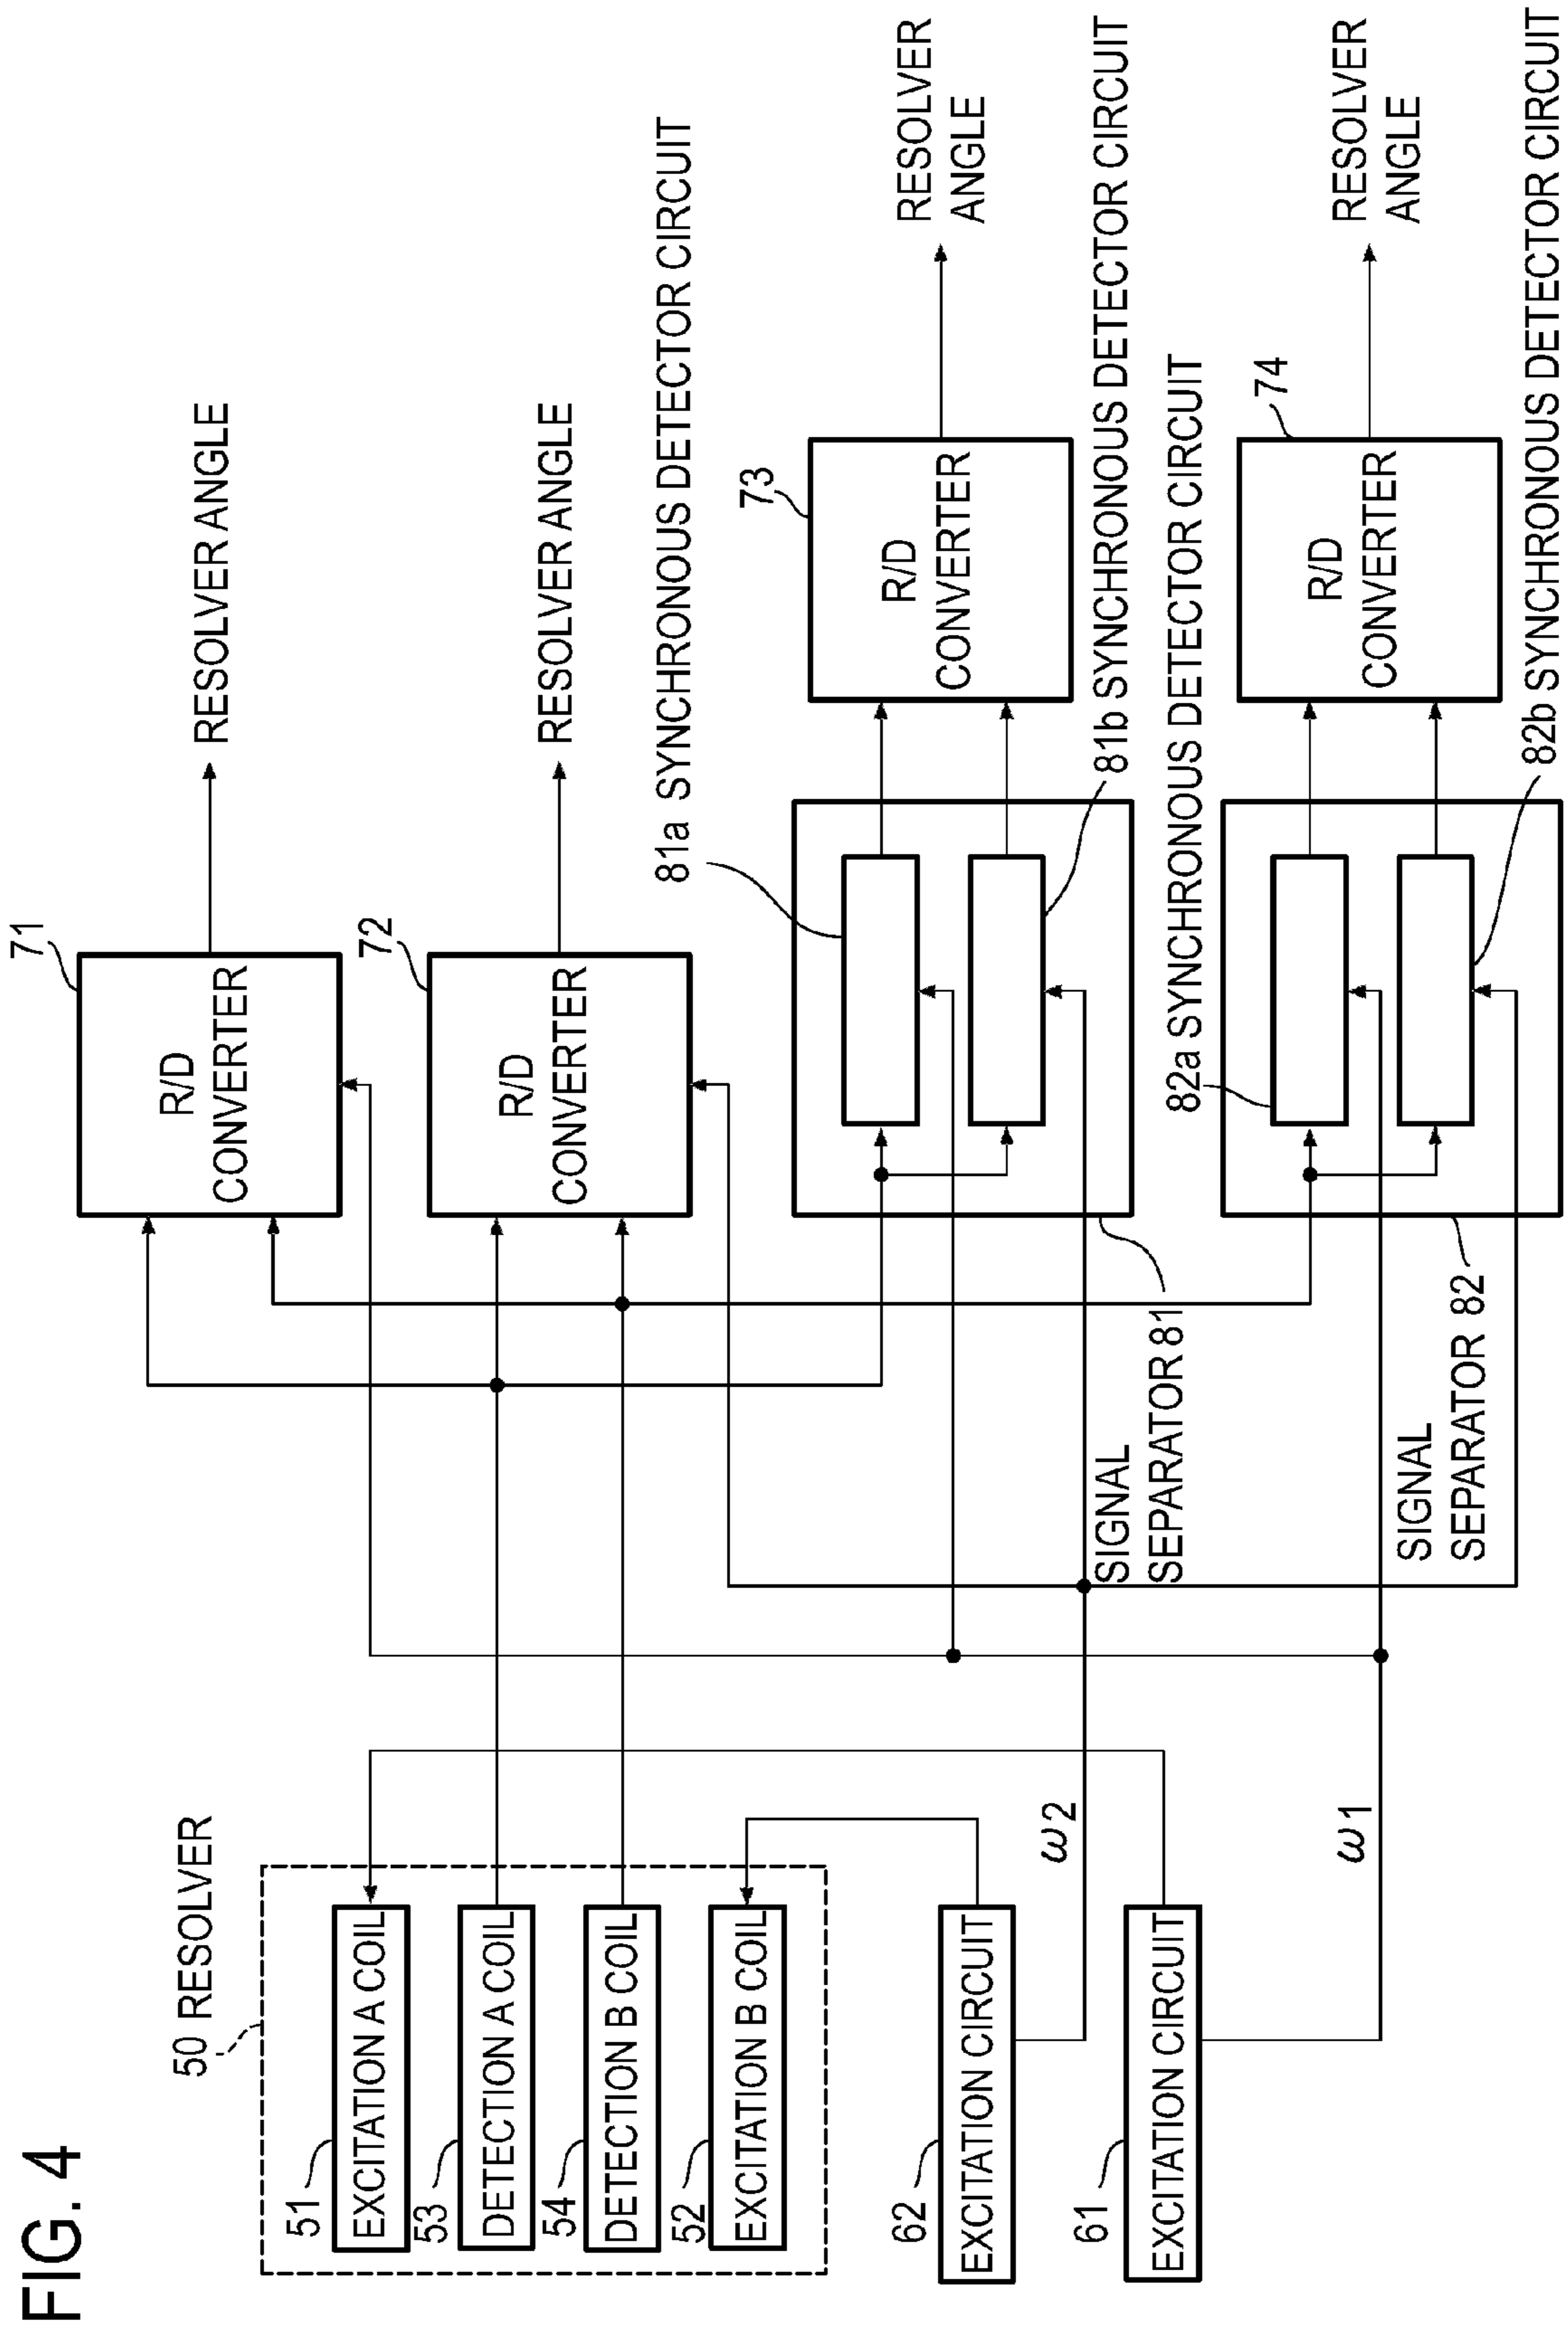 FIG. 4
50 RESOLVER
51
EXCITATION A COIL
53
DETECTION A COIL
54
DETECTION B COIL
52
EXCITATION B COIL
62
EXCITATION CIRCUIT
61
EXCITATION CIRCUIT
ω2
ω1
71
R/D
CONVERTER
RESOLVER ANGLE
72
R/D
CONVERTER
RESOLVER ANGLE
81a SYNCHRONOUS DETECTOR CIRCUIT
73
R/D
CONVERTER
RESOLVER
ANGLE
81b SYNCHRONOUS DETECTOR CIRCUIT
SIGNAL
SEPARATOR 81
82a SYNCHRONOUS DETECTOR CIRCUIT
74
R/D
CONVERTER
RESOLVER
ANGLE
SIGNAL
SEPARATOR 82
82b SYNCHRONOUS DETECTOR CIRCUIT